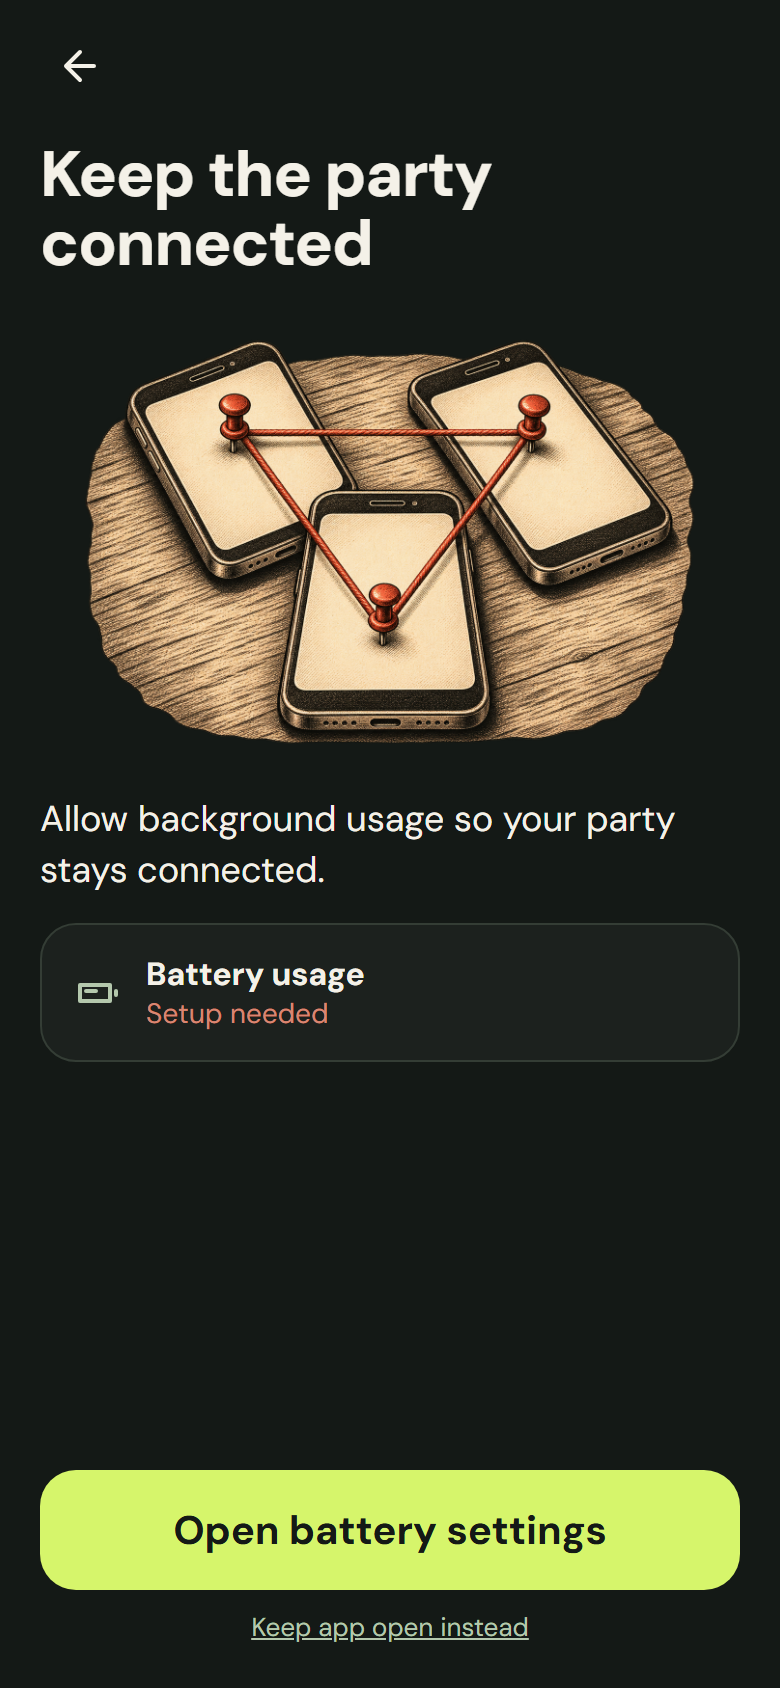 Keep the party
connected
Allow background usage so your party
stays connected.
Battery usage
Setup needed
Open battery settings
Keep app open instead